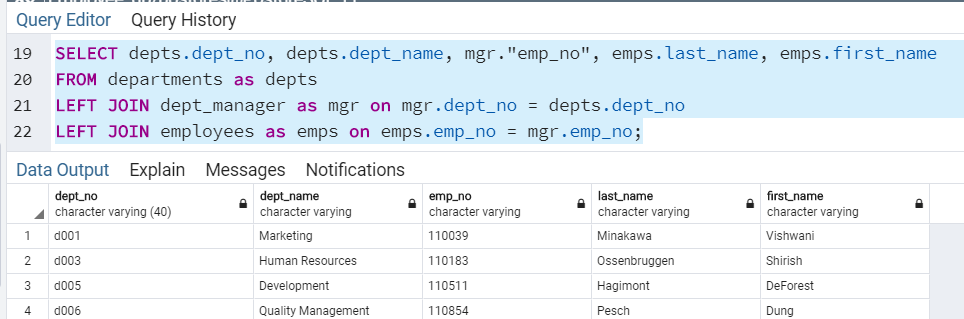 Query Editor Query History
19 SELECT depts.dept_no, depts.dept_name, mgr."emp_no", emps.last_name, emps.first_name
20 FROM departments as depts
21 LEFT JOIN dept_manager as mgr on mgr.dept_no = depts.dept_no
22 LEFT JOIN employees as emps on emps.emp_no = mgr.emp_no;
Data Output Explain Messages Notifications
dept_no dept_name emp_no last_name first_name
character varying (40) character varying character varying character varying character varying
1 d001 Marketing 110039 Minakawa Vishwani
2 d003 Human Resources 110183 Ossenbruggen Shirish
3 d005 Development 110511 Hagimont DeForest
4 d006 Quality Management 110854 Pesch Dung